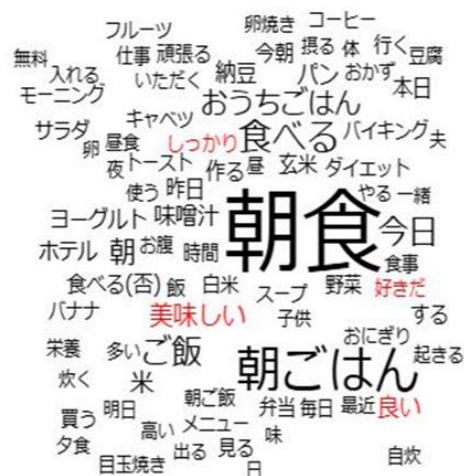 フルーツ 卵焼き コーヒー
無料 仕事 頑張る 今朝 摂る 体 行く 豆腐
入れる いただく 納豆 パン おかず 本日
モーニング おうちごはん
キャベツ
サラダ しっかり 食べる バイキング 夫
卵 昼食
夜 トースト 作る 昼 玄米 ダイエット
使う 昨日 やる 一緒
ヨーグルト 味噌汁 朝食 今日
ホテル 朝 お腹 時間 食事
食べる(否) 飯 白米 スープ 野菜 好きだ
バナナ 美味しい 子供 する
栄養 多い ご飯 おにぎり
炊く 米 朝ごはん 起きる
朝ご飯 弁当 毎日 最近 良い
買う 明日 高い メニュー 味
夕食 出る 見る 自炊
目玉焼き 日